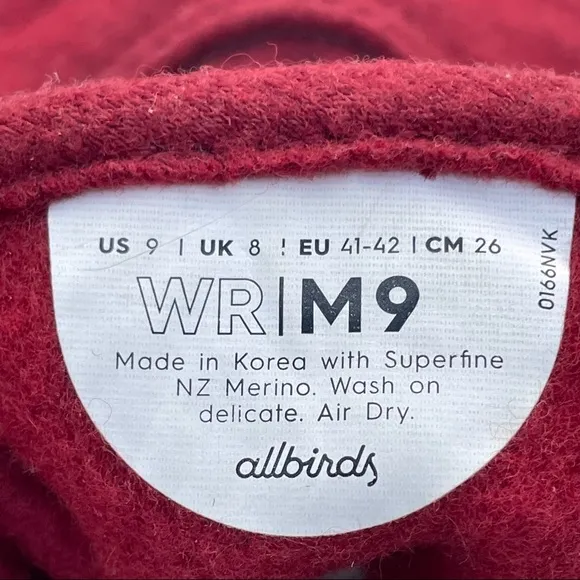 US 9 | UK 8 ¦ EU 41-42 | CM 26
WR|M9
Made in Korea with Superfine
NZ Merino. Wash on
delicate. Air Dry.
allbirds
0166NVK